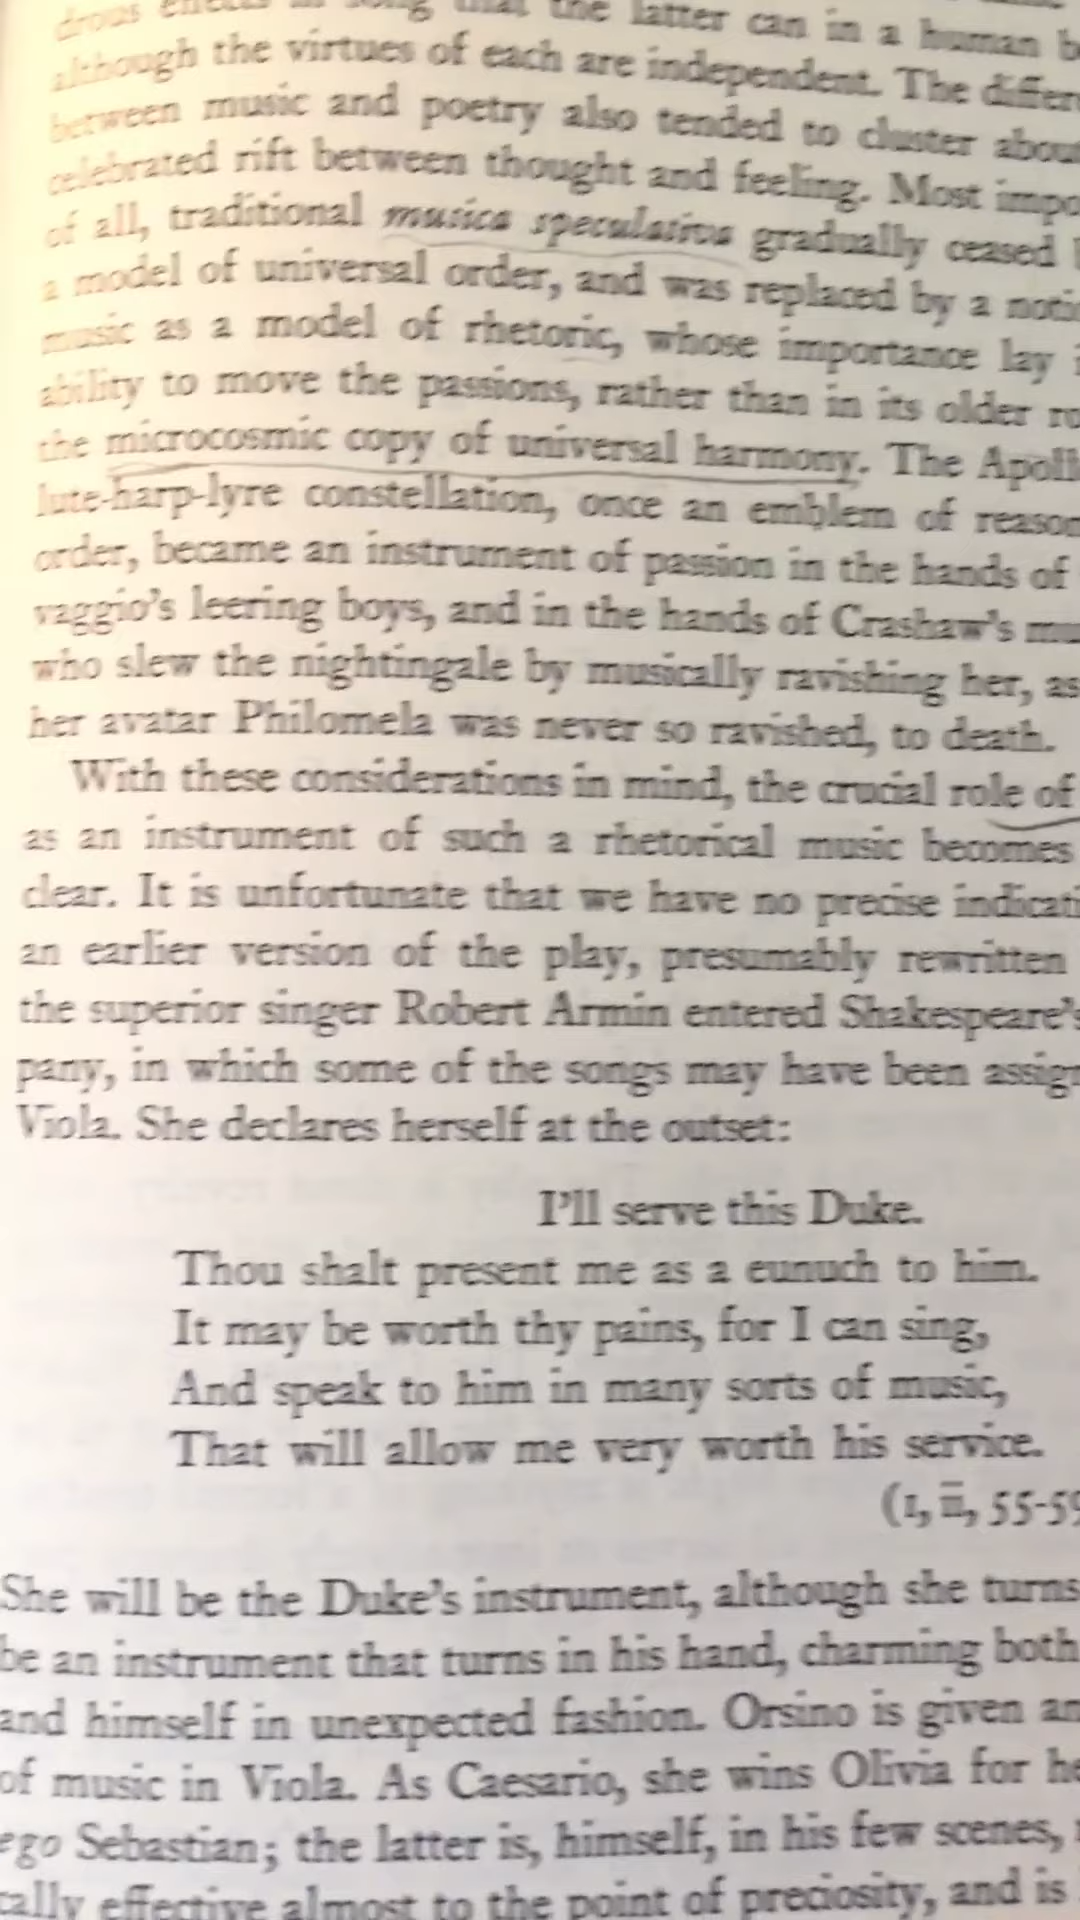 drous effects in song that the latter can in a human
although the virtues of each are independent. The
between music and poetry also tended to cluster
celebrated rift between thought and feeling. Most
of all, traditional musica speculativa gradually ceased
a model of universal order, and was replaced by a
music as a model of rhetoric, whose importance lay
ability to move the passions, rather than in its older
the microcosmic copy of universal harmony. The
lute-harp-lyre constellation, once an emblem of
order, became an instrument of passion in the hands of
vaggio's leering boys, and in the hands of Crashaw's
who slew the nightingale by musically ravishing her, as
her avatar Philomela was never so ravished, to death.
With these considerations in mind, the crucial role of
as an instrument of such a rhetorical music becomes
clear. It is unfortunate that we have no precise
an earlier version of the play, presumably rewritten
the superior singer Robert Armin entered Shakespeare's
pany, in which some of the songs may have been
Viola. She declares herself at the outset:
I'll serve this Duke.
Thou shalt present me as a eunuch to him.
It may be worth thy pains, for I can sing,
And speak to him in many sorts of music,
That will allow me very worth his service.
(I, ii, 55-59
She will be the Duke's instrument, although she turns
be an instrument that turns in his hand, charming both
and himself in unexpected fashion. Orsino is given an
of music in Viola. As Caesario, she wins Olivia for
ego Sebastian; the latter is, himself, in his few scenes,
cally effective almost to the point of preciosity, and is